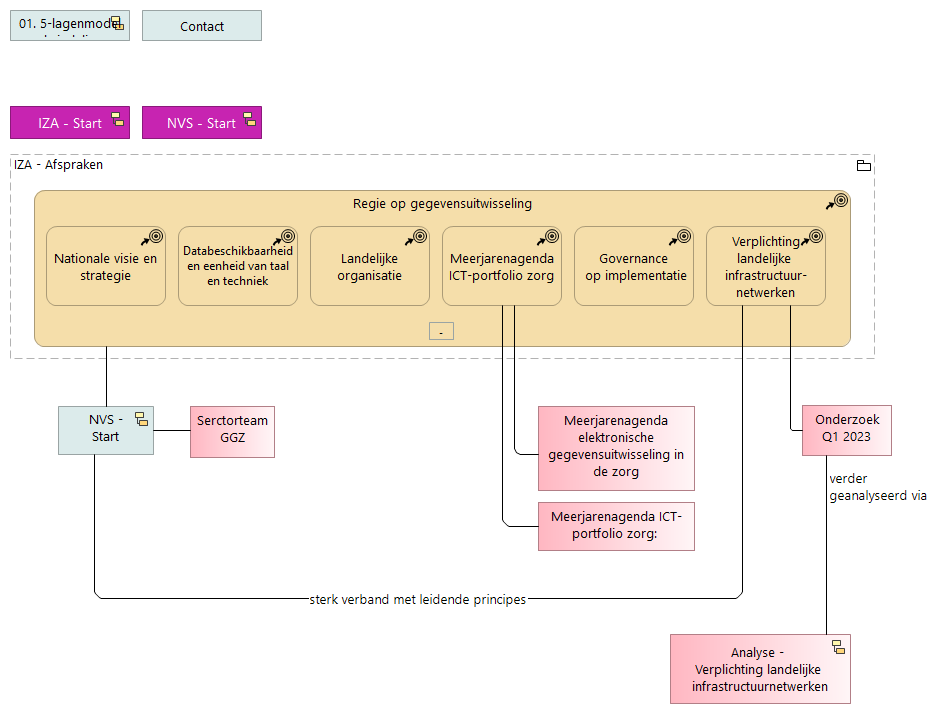 01. 5-lagenmodel
Contact
IZA - Start
NVS - Start
IZA - Afspraken
Regie op gegevensuitwisseling
Nationale visie en
strategie
Databeschikbaarheid
en eenheid van taal
en techniek
Landelijke
organisatie
Meerjarenagenda
ICT-portfolio zorg
Governance
op implementatie
Verplichting
landelijke
infrastructuur-
netwerken
-
NVS -
Start
Serctorteam
GGZ
Meerjarenagenda
elektronische
gegevensuitwisseling in
de zorg
Onderzoek
Q1 2023
verder
geanalyseerd via
Meerjarenagenda ICT-
portfolio zorg:
sterk verband met leidende principes
Analyse -
Verplichting landelijke
infrastructuurnetwerken